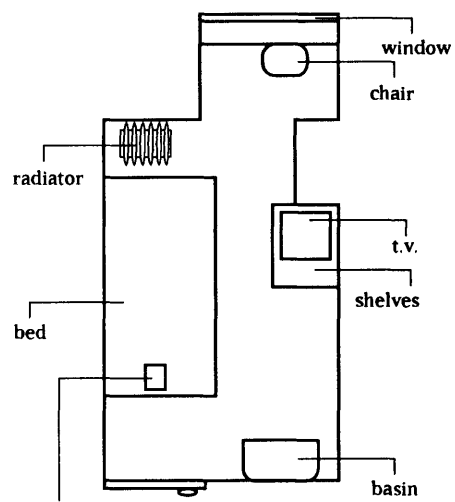 window
chair
radiator
t.v.
shelves
bed
basin